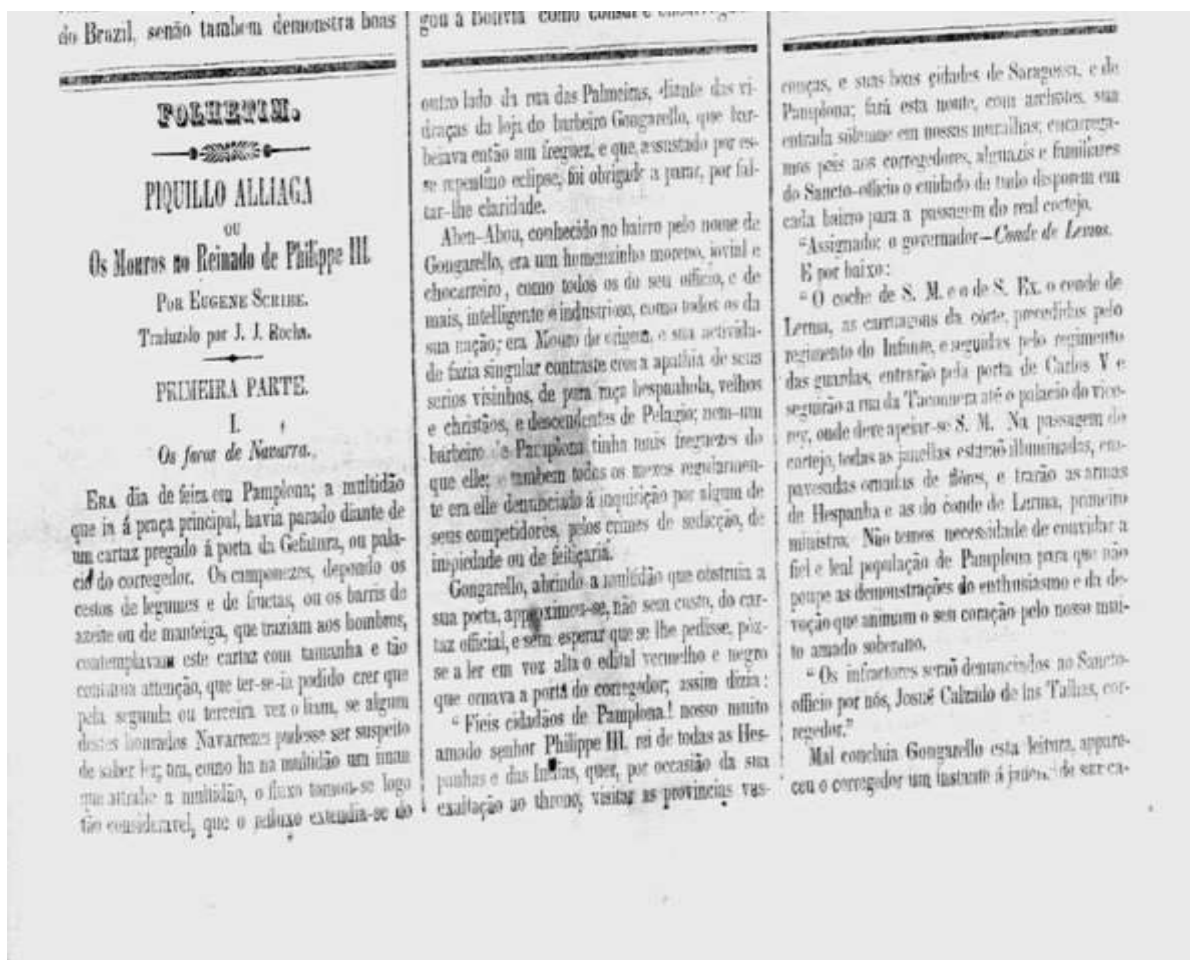 do Brazil, senão tambem demonstra boas
FOLHETIM.
PIQUILLO ALLIAGA
OU
Os Mouros no Reinado de Philippe III.
POR EUGENE SCRIBE.
Traduzido por J. J. Rocha.
PRIMEIRA PARTE.
I.
Os foros de Navarra.
ERA dia de feira em Pamplona; a multidão
que ia á praça principal, havia parado diante de
um cartaz pregado á porta da Gefatura, ou pala-
cio do corregedor. Os camponezes, depondo os
cestos de legumes e de fructas, ou os barris de
azeite ou de manteiga, que traziam aos hombros,
contemplavam este cartaz com tamanha e tão
continua attenção, que ter-se-ia podido crer que
pela segunda ou terceira vez o liam, se algum
destes honrados Navarrezes podesse ser suspeito
de saber ler; ora, como ha na multidão um iman
que attrahe a multidão, o fluxo tornou-se logo
tão consideravel, que o refluxo extendia-se do
gou á Bolivia como consul e
outro lado da rua das Palmeiras, diante das vi-
draças da loja do barbeiro Gongarello, que bar-
beiava então um freguez, e que, assustado por es-
se repentino eclipse, foi obrigado a parar, por fal-
tar-lhe claridade.
Aben-Abou, conhecido no bairro pelo nome de
Gongarello, era um homenzinho moreno, jovial e
chocarreiro, como todos os do seu officio, e de
mais, intelligente e industrioso, como todos os da
sua nação; era Mouro de origem, e sua activida-
de fazia singular contraste com a apathia de seus
serios visinhos, de pura raça hespanhola, velhos
e christãos, e descendentes de Pelagio; nem-um
barbeiro de Pamplona tinha mais freguezes do
que elle; e tambem todos os mezes regularmen-
te era elle denunciado á inquisição por algum de
seus competidores, pelos crimes de seducção, de
impiedade ou de feitiçaria.
Gongarello, abrindo a multidão que obstruia a
sua porta, approximou-se, não sem custo, do car-
taz official, e sem esperar que se lhe pedisse, poz-
se a ler em voz alta o edital vermelho e negro
que ornava a porta do corregedor; assim dizia:
"Fieis cidadãos de Pamplona! nosso muito
amado senhor Philippe III, rei de todas as Hes-
panhas e das Indias, quer, por occasião da sua
exaltação ao throno, visitar as provincias vas-
conças, e suas boas cidades de Saragossa, e de
Pamplona; fará esta noute, com archotes, sua
entrada solemne em nossas muralhas; encarrega-
mos pois aos corregedores, alguazis e familiares
do Sancto-officio o cuidado de tudo disporem em
cada bairro para a passagem do real cortejo.
"Assignado: o governador—Conde de Lemos.
E por baixo:
"O coche de S. M. e o de S. Ex. o conde de
Lerma, as carruagens da côrte, precedidas pelo
regimento do Infante, e seguidas pelo regimento
das guardas, entrarão pela porta de Carlos V e
seguirão a rua da Taconnera até o palacio do vice-
rey, onde deve apeiar-se S. M. Na passagem do
cortejo, todas as janellas estarão illuminadas, em-
pavesadas ornadas de flôres, e trarão as armas
de Hespanha e as do conde de Lerma, primeiro
ministro. Não temos necessidade de convidar a
fiel e leal população de Pamplona para que não
poupe as demonstrações do enthusiasmo e da de-
voção que animam o seu coração pelo nosso mui-
to amado soberano.
"Os infractores serão denunciados ao Sancto-
officio por nós, Josué Calzado de las Talhas, cor-
regedor."
Mal concluia Gongarello esta leitura, appare-
ceu o corregedor um instante á janella de sua ca-